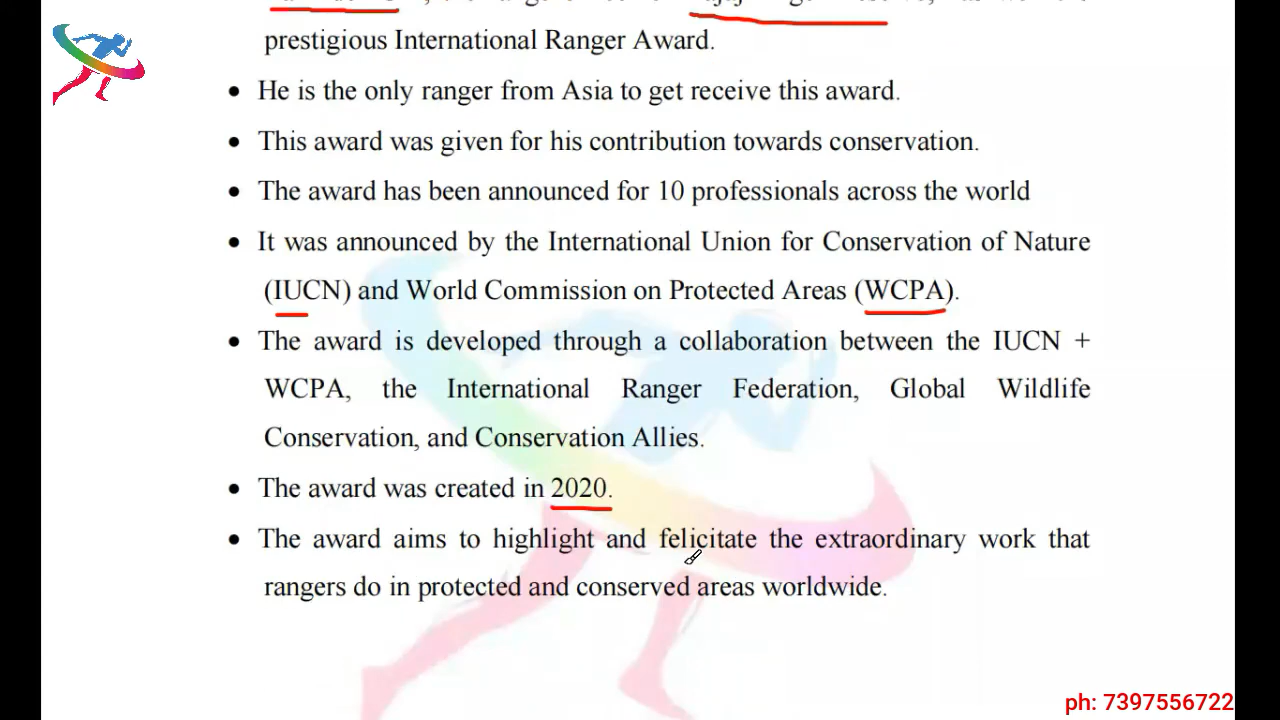 prestigious International Ranger Award.
• He is the only ranger from Asia to get receive this award.
• This award was given for his contribution towards conservation.
• The award has been announced for 10 professionals across the world
• It was announced by the International Union for Conservation of Nature
(IUCN) and World Commission on Protected Areas (WCPA).
• The award is developed through a collaboration between the IUCN +
WCPA, the International Ranger Federation, Global Wildlife
Conservation, and Conservation Allies.
• The award was created in 2020.
• The award aims to highlight and felicitate the extraordinary work that
rangers do in protected and conserved areas worldwide.
ph: 7397556722